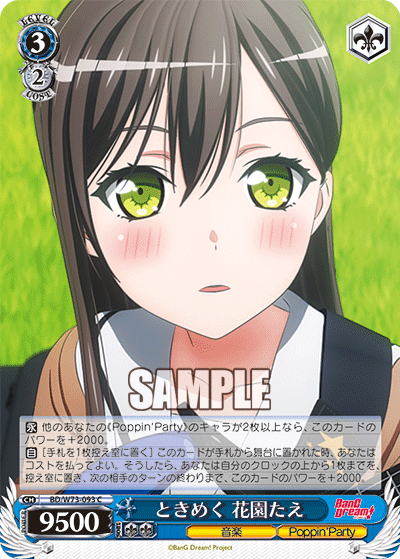 LEVEL
3
2
COST
SAMPLE
永 他のあなたの《Poppin'Party》のキャラが2枚以上なら、このカードの
パワーを+2000。
自 [手札を1枚控え室に置く] このカードが手札から舞台に置かれた時、あなたは
コストを払ってよい。そうしたら、あなたは自分のクロックの上から1枚までを、
控え室に置き、次の相手のターンの終わりまで、このカードのパワーを+2000。
CH
BD/W73-093 C
POWER
9500
SOUL
ときめく 花園たえ
BanG Dream!
音楽
Poppin'Party
©BanG Dream! Project